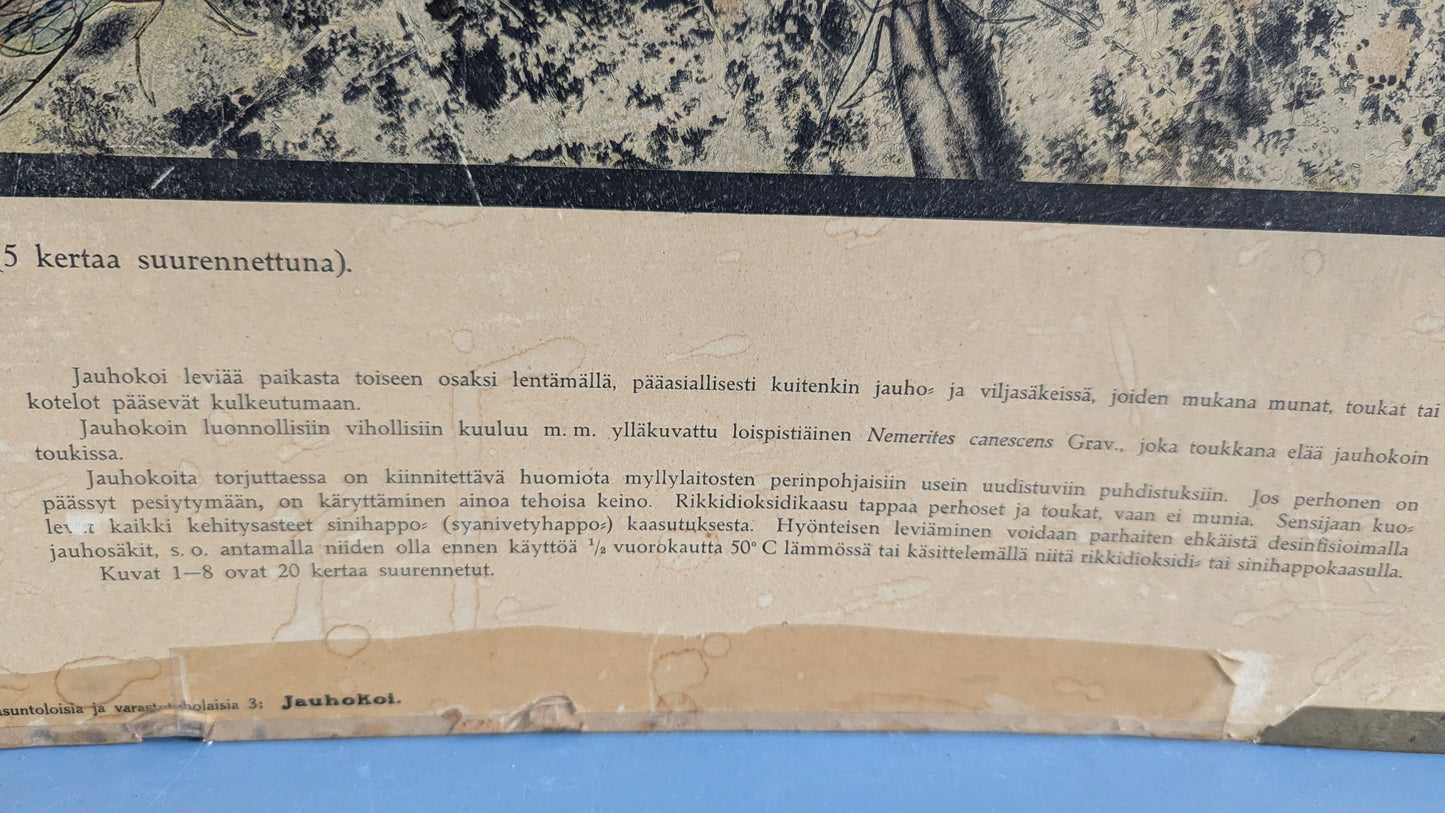 5 kertaa suurennettuna).
Jauhokoi leviää paikasta toiseen osaksi lentämällä, pääasiallisesti kuitenkin jauho- ja viljasäkeissä, joiden mukana munat, toukat tai
kotelot pääsevät kulkeutumaan.
Jauhokoin luonnollisiin vihollisiin kuuluu m. m. ylläkuvattu loispistiäinen Nemerites canescens Grav., joka toukkana elää jauhokoin
toukissa.
Jauhokoita torjuttaessa on kiinnitettävä huomiota myllylaitosten perinpohjaisiin usein uudistuviin puhdistuksiin. Jos perhonen on
päässyt pesiytymään, on käryttäminen ainoa tehoisa keino. Rikkidioksidikaasu tappaa perhoset ja toukat, vaan ei munia. Sensijaan kuo-
kaikki kehitysasteet sinihappo- (syanivetyhappo-) kaasutuksesta. Hyönteisen leviäminen voidaan parhaiten ehkäistä desinfisioimalla
jauhosäkit, s. o. antamalla niiden olla ennen käyttöä 1/2 vuorokautta 50° C lämmössä tai käsittelemällä niitä rikkidioksidi- tai sinihappokaasulla.
Kuvat 1—8 ovat 20 kertaa suurennetut.
suntoloisia ja 3: Jauhokoi.